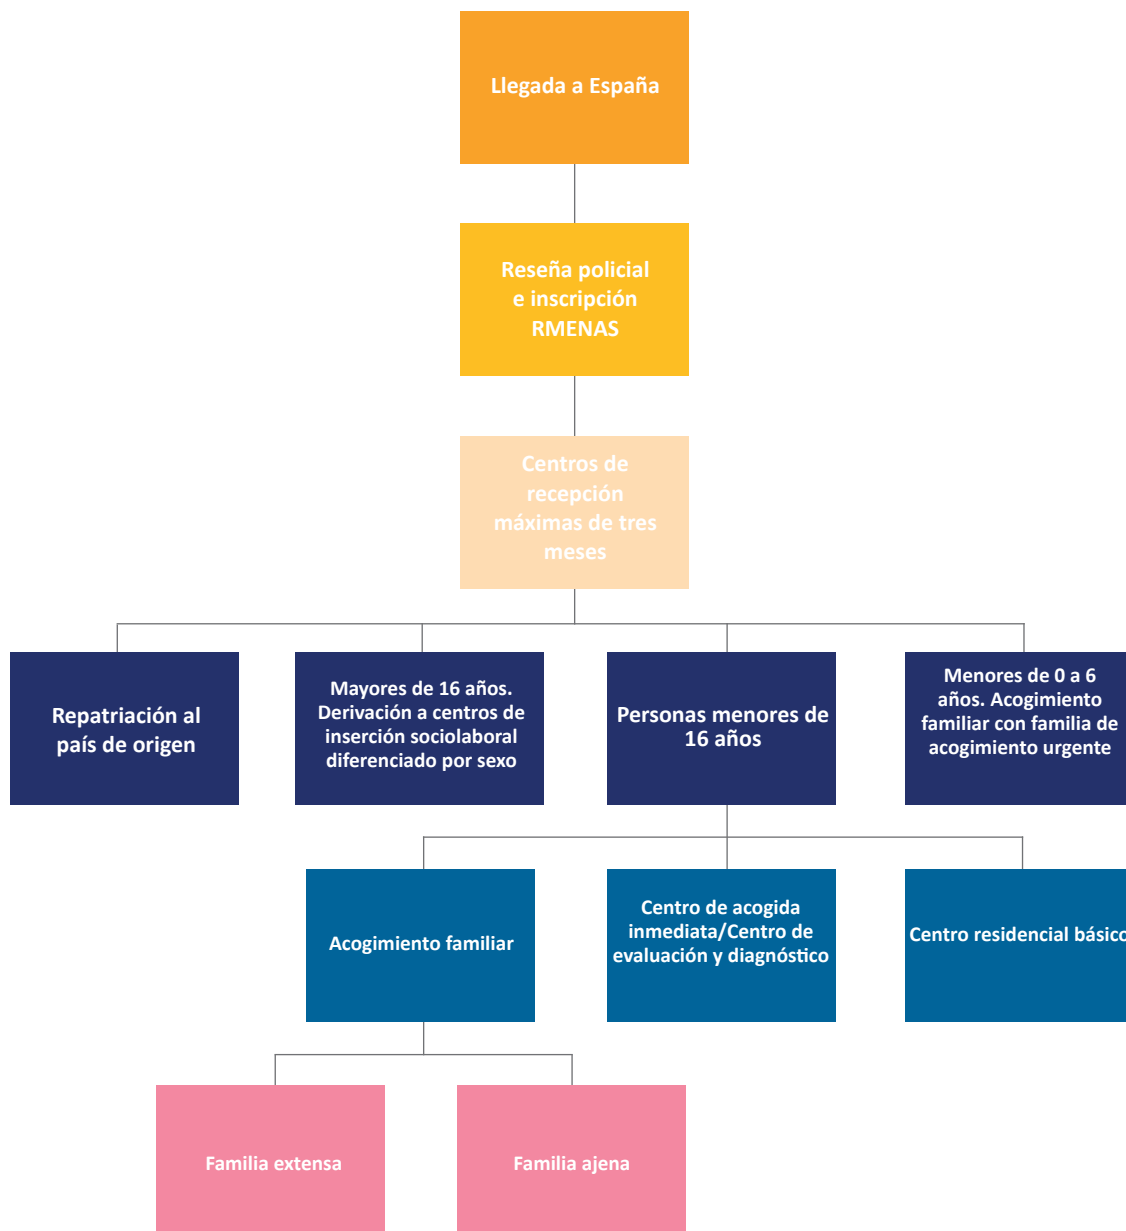 Llegada a España
Reseña policial
e inscripción
RMENAS
Centros de
recepción
máximas de tres
meses
Repatriación al
país de origen
Mayores de 16 años.
Derivación a centros de
inserción sociolaboral
diferenciado por sexo
Personas menores de
16 años
Menores de 0 a 6
años. Acogimiento
familiar con familia de
acogimiento urgente
Acogimiento familiar
Centro de acogida
inmediata/Centro de
evaluación y diagnóstico
Centro residencial básico
Familia extensa
Familia ajena